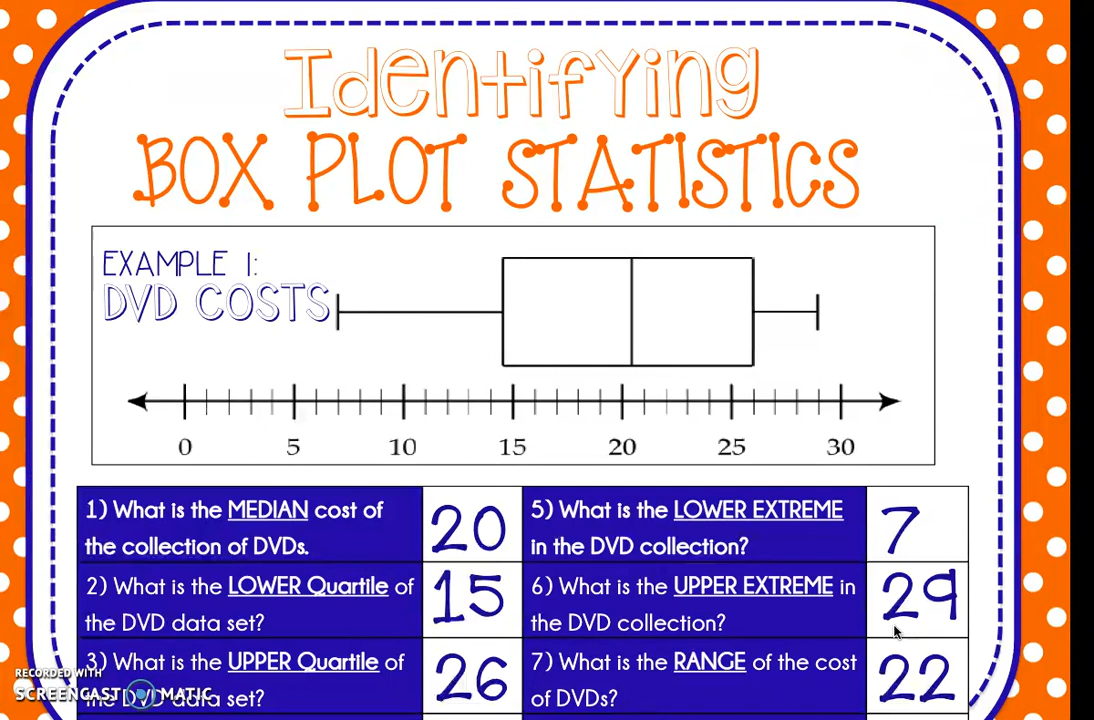 Identifying
BOX PLOT STATISTICS
EXAMPLE 1:
DVD COSTS
0 5 10 15 20 25 30
1) What is the MEDIAN cost of
the collection of DVDs.
20
5) What is the LOWER EXTREME
in the DVD collection?
7
2) What is the LOWER Quartile of
the DVD data set?
15
6) What is the UPPER EXTREME in
the DVD collection?
29
3) What is the UPPER Quartile of
the DVD data set?
26
7) What is the RANGE of the cost
of DVDs?
22
RECORDED WITH
SCREENCAST MATIC